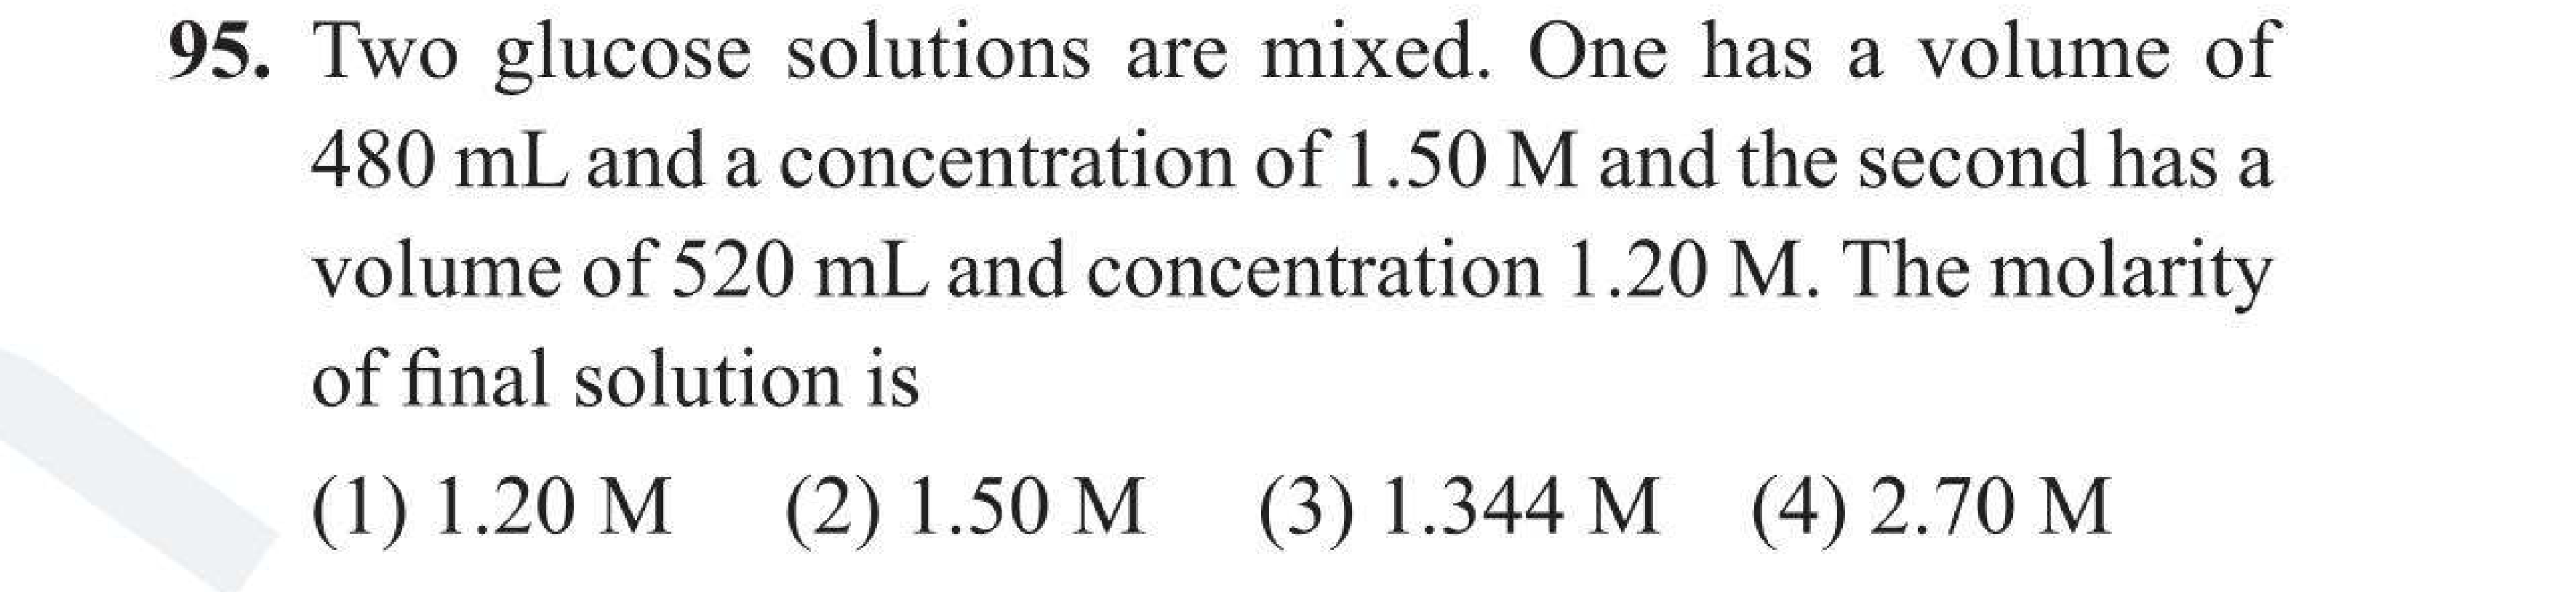 95. Two glucose solutions are mixed. One has a volume of
480 mL and a concentration of 1.50 M and the second has a
volume of 520 mL and concentration 1.20 M. The molarity
of final solution is
(1) 1.20 M (2) 1.50 M (3) 1.344 M (4) 2.70 M